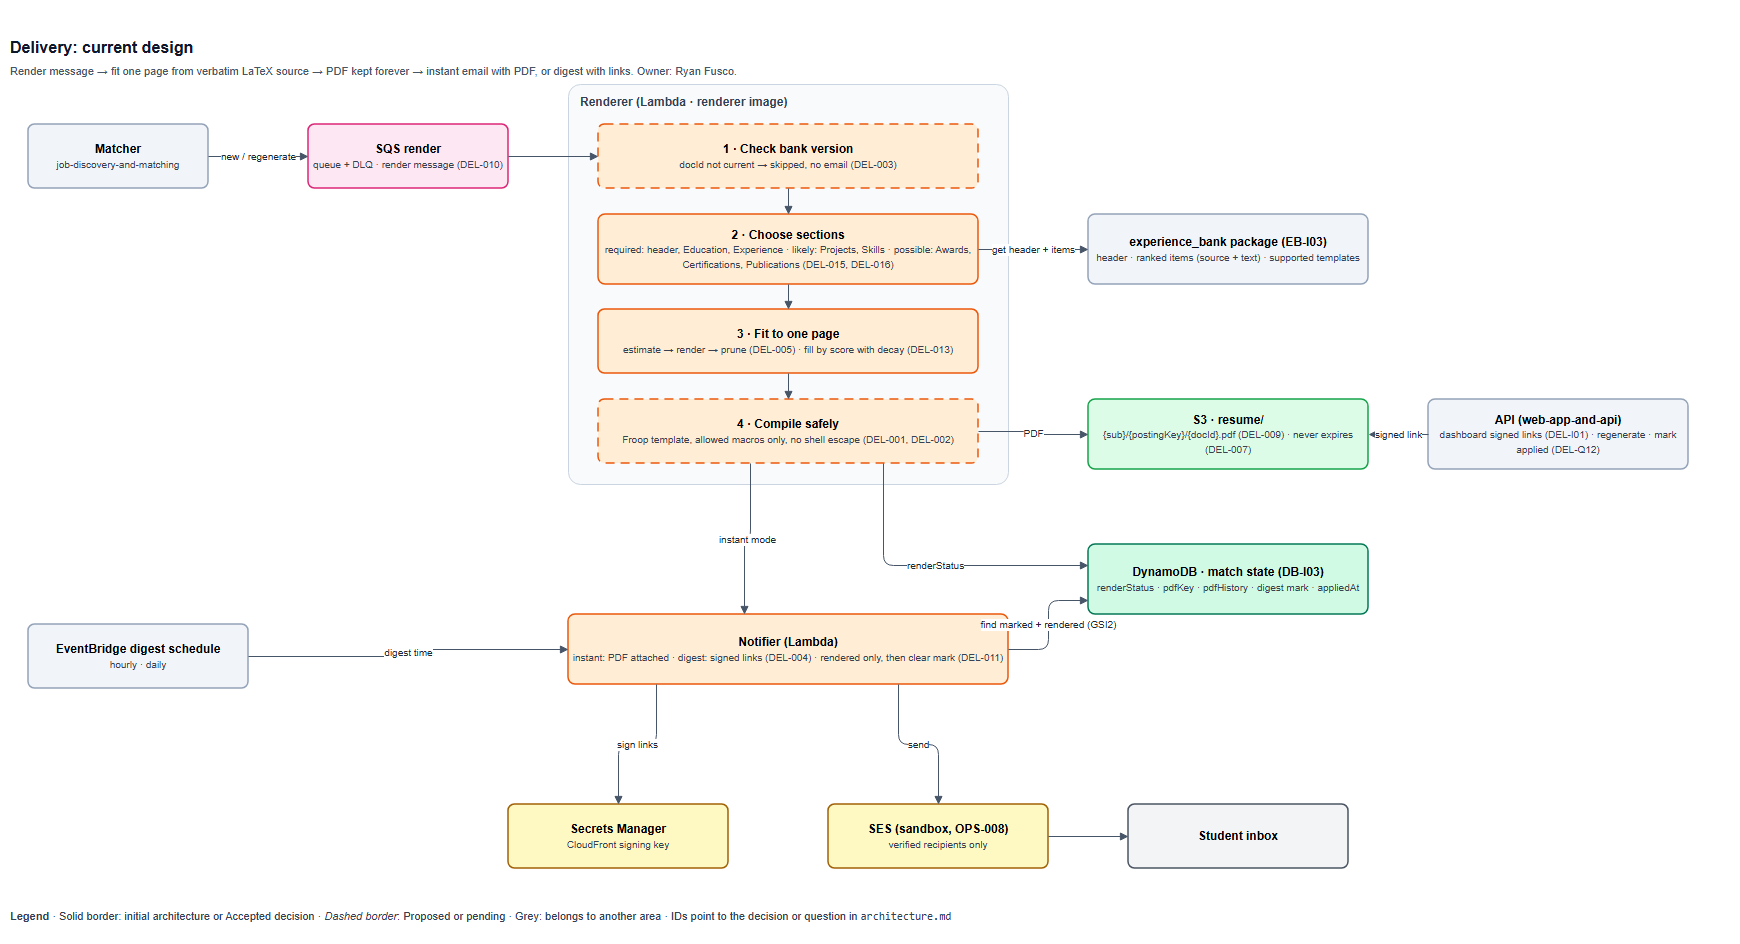 Delivery: current design
Render message → fit one page from verbatim LaTeX source → PDF kept forever → instant email with PDF, or digest with links. Owner: Ryan Fusco.
Renderer (Lambda · renderer image)
Matcher
job-discovery-and-matching
new / regenerate
SQS render
queue + DLQ · render message (DEL-010)
1 · Check bank version
docId not current → skipped, no email (DEL-003)
2 · Choose sections
required: header, Education, Experience · likely: Projects, Skills · possible: Awards,
Certifications, Publications (DEL-015, DEL-016)
get header + items
experience_bank package (EB-I03)
header · ranked items (source + text) · supported templates
3 · Fit to one page
estimate → render → prune (DEL-005) · fill by score with decay (DEL-013)
4 · Compile safely
Froop template, allowed macros only, no shell escape (DEL-001, DEL-002)
PDF
S3 · resume/
{sub}/{postingKey}/{docId}.pdf (DEL-009) · never expires
(DEL-007)
signed link
API (web-app-and-api)
dashboard signed links (DEL-I01) · regenerate · mark
applied (DEL-Q12)
instant mode
renderStatus
DynamoDB · match state (DB-I03)
renderStatus · pdfKey · pdfHistory · digest mark · appliedAt
find marked + rendered (GSI2)
EventBridge digest schedule
hourly · daily
digest time
Notifier (Lambda)
instant: PDF attached · digest: signed links (DEL-004) · rendered only, then clear mark (DEL-011)
sign links
send
Secrets Manager
CloudFront signing key
SES (sandbox, OPS-008)
verified recipients only
Student inbox
Legend · Solid border: initial architecture or Accepted decision · Dashed border: Proposed or pending · Grey: belongs to another area · IDs point to the decision or question in architecture.md